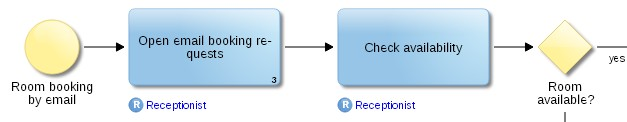 Room booking
by email
Open email booking re-
quests
3
R Receptionist
Check availability
R Receptionist
Room
available?
yes